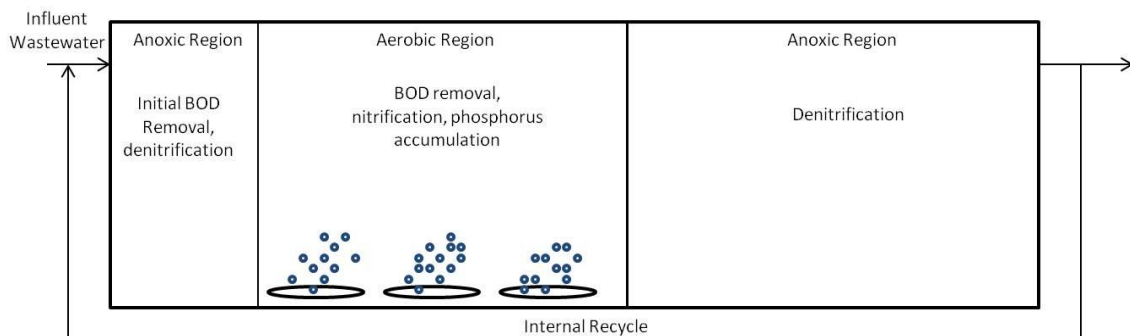 Influent
Wastewater
Anoxic Region
Initial BOD
Removal,
denitrification
Aerobic Region
BOD removal,
nitrification, phosphorus
accumulation
Anoxic Region
Denitrification
Internal Recycle